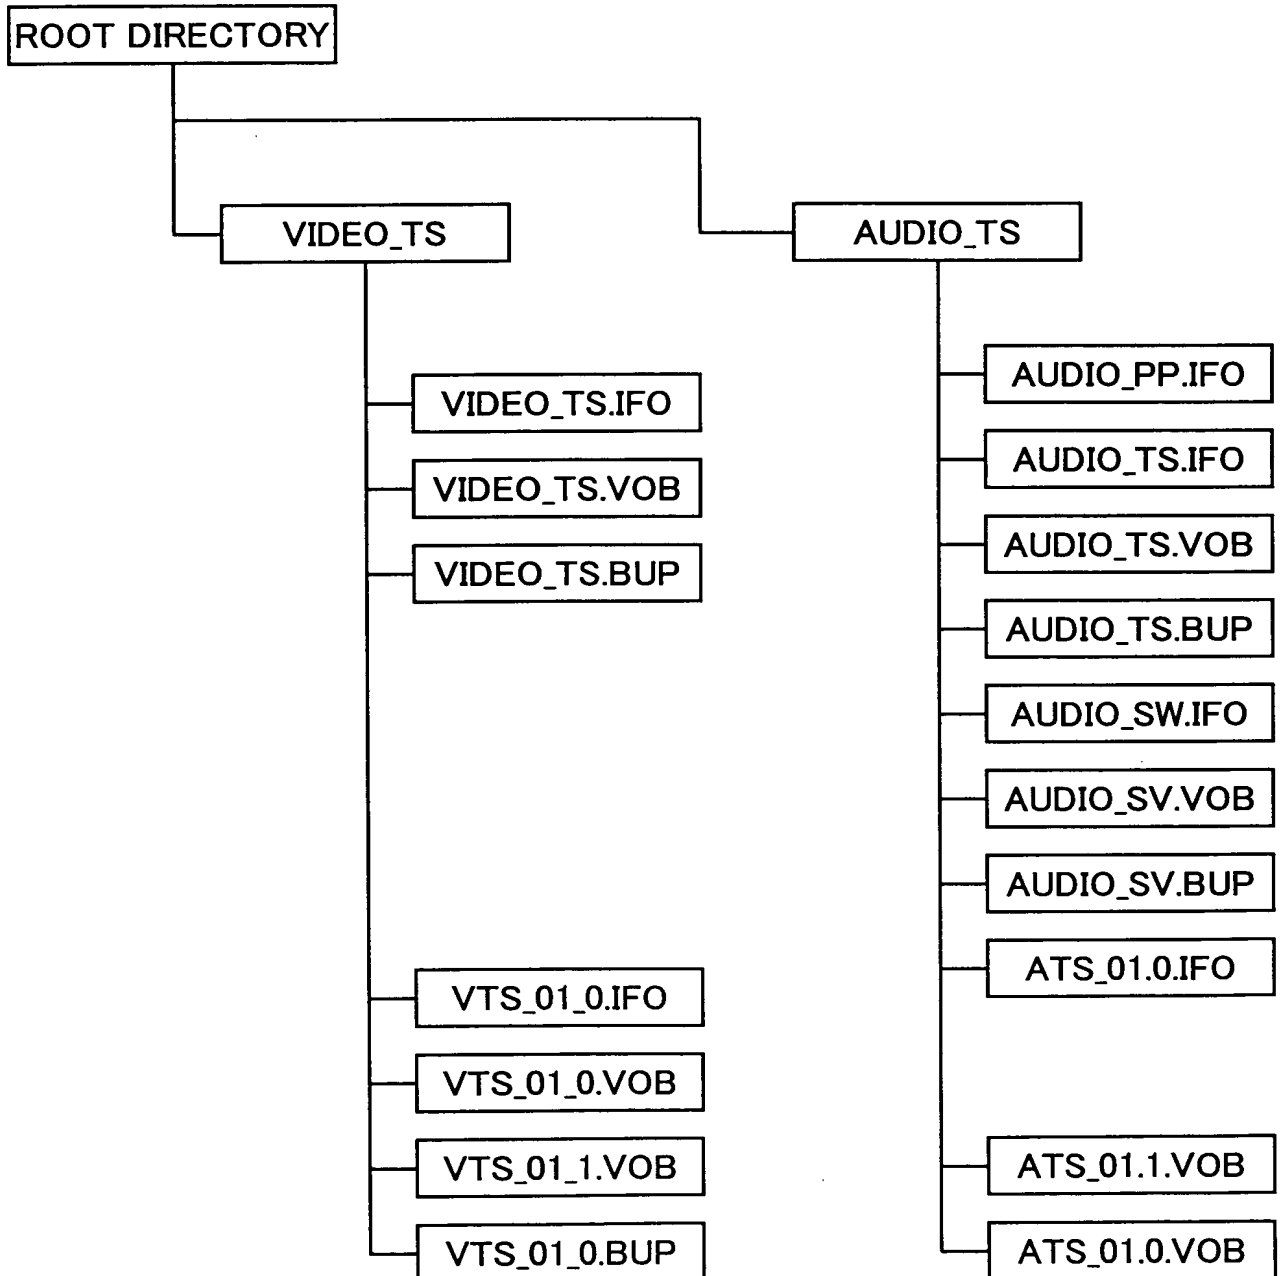 ROOT DIRECTORY
VIDEO_TS
VIDEO_TS.IFO
VIDEO_TS.VOB
VIDEO_TS.BUP
VTS_01_0.IFO
VTS_01_0.VOB
VTS_01_1.VOB
VTS_01_0.BUP
AUDIO_TS
AUDIO_PP.IFO
AUDIO_TS.IFO
AUDIO_TS.VOB
AUDIO_TS.BUP
AUDIO_SW.IFO
AUDIO_SV.VOB
AUDIO_SV.BUP
ATS_01.0.IFO
ATS_01.1.VOB
ATS_01.0.VOB